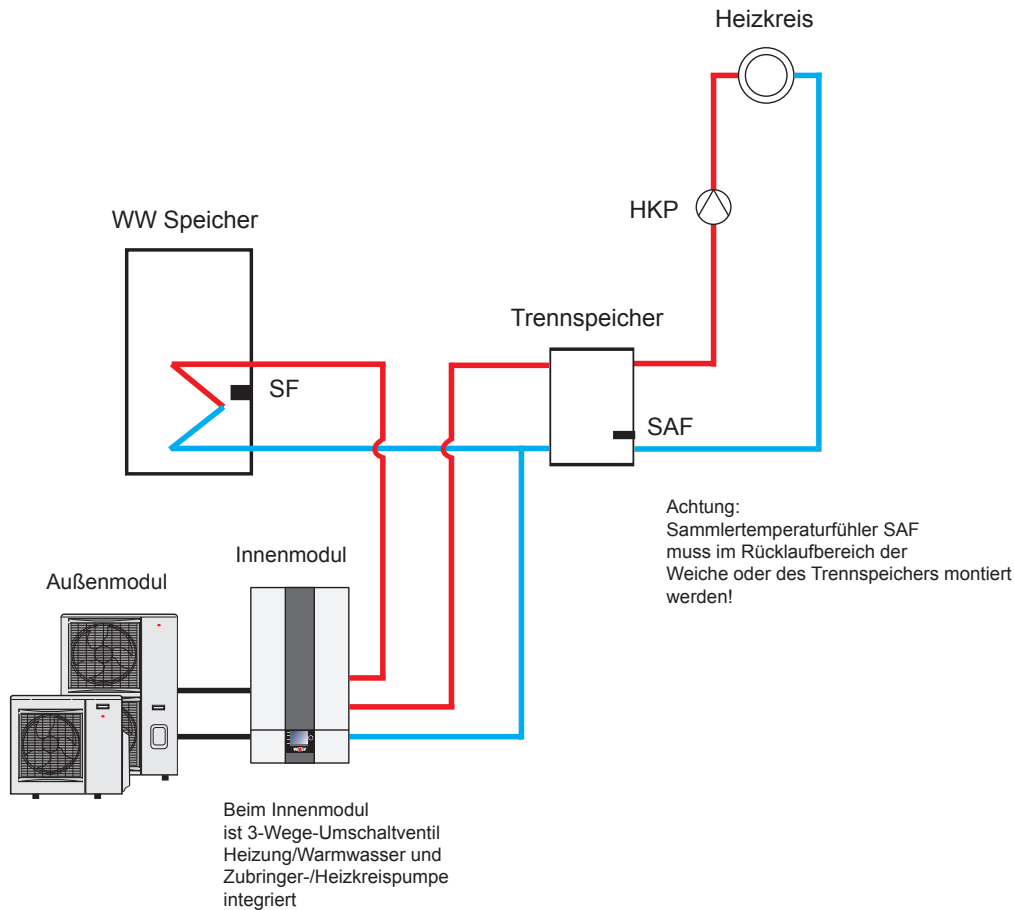 Heizkreis
HKP
WW Speicher
Trennspeicher
SF
SAF
Achtung:
Sammlertemperaturfühler SAF
muss im Rücklaufbereich der
Weiche oder des Trennspeichers montiert
werden!
Innenmodul
Außenmodul
WOLF
Beim Innenmodul
ist 3-Wege-Umschaltventil
Heizung/Warmwasser und
Zubringer-/Heizkreispumpe
integriert